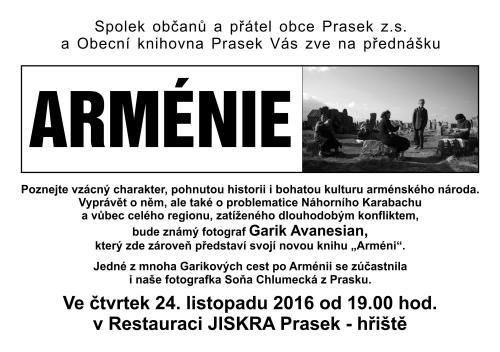 Spolek občanů a přátel obce Prasek z.s.
a Obecní knihovna Prasek Vás zve na přednášku
ARMÉNIE
Poznejte vzácný charakter, pohnutou historii i bohatou kulturu arménského národa.
Vyprávět o něm, ale také o problematice Náhorního Karabachu
a vůbec celého regionu, zatíženého dlouhodobým konfliktem,
bude známý fotograf Garik Avanesian,
který zde zároveň představí svojí novou knihu „Arméni“.
Jedné z mnoha Garikových cest po Arménii se zúčastnila
i naše fotografka Soňa Chlumecká z Prasku.
Ve čtvrtek 24. listopadu 2016 od 19.00 hod.
v Restauraci JISKRA Prasek - hřiště